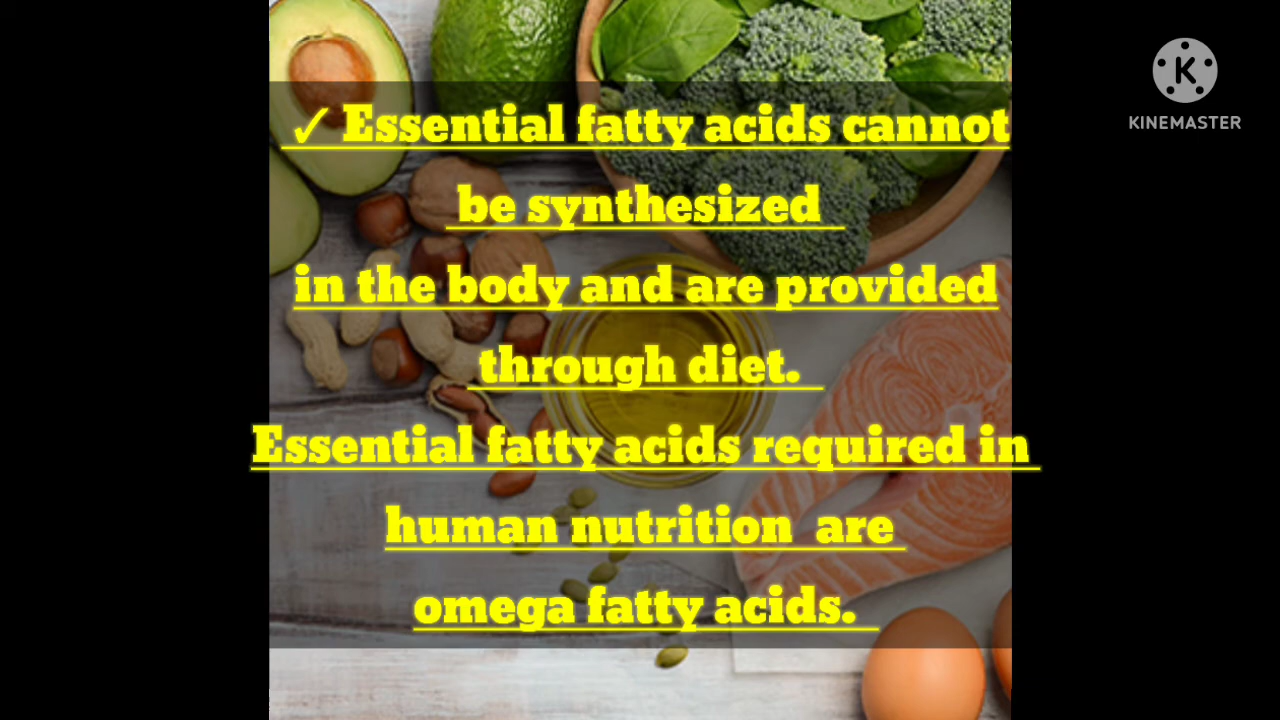 ✓ Essential fatty acids cannot
be synthesized
in the body and are provided
through diet.
Essential fatty acids required in
human nutrition are
omega fatty acids.
K
KINEMASTER